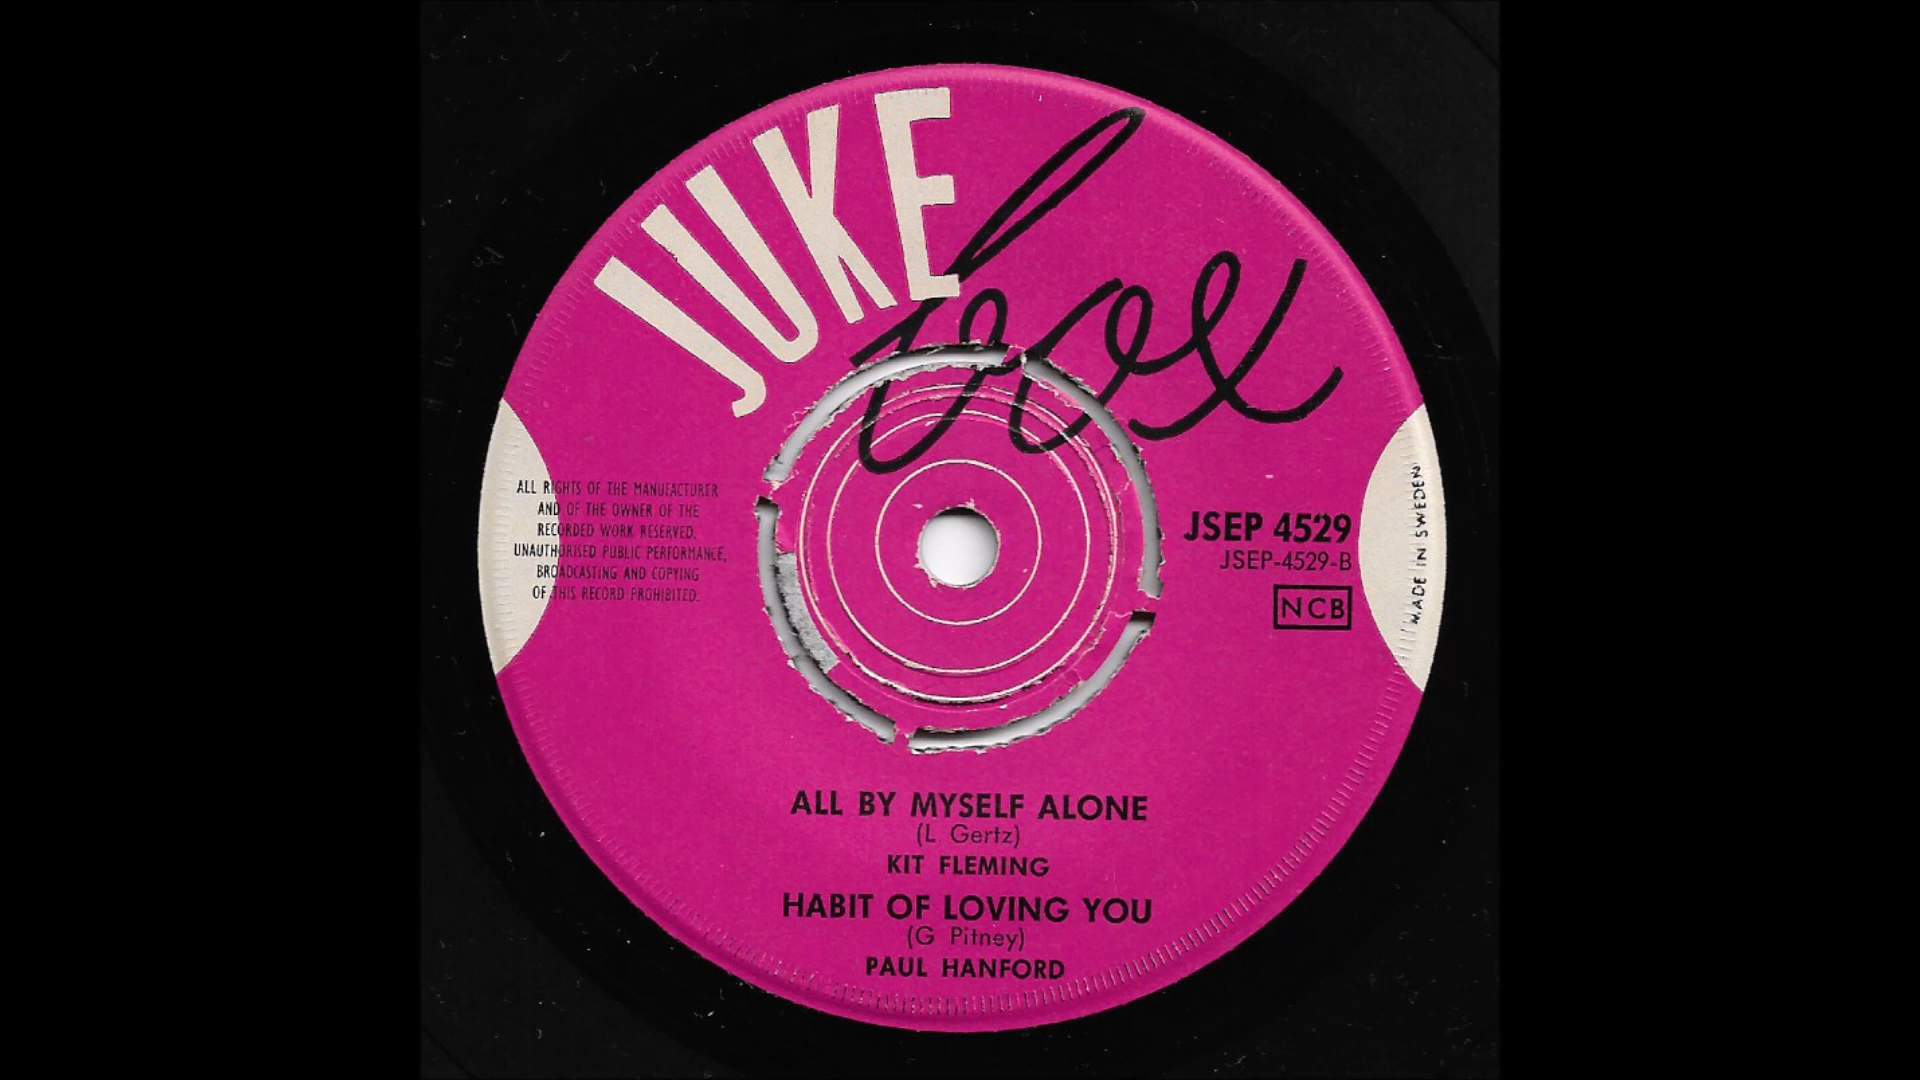 JUKE
box
ALL RIGHTS OF THE MANUFACTURER
AND OF THE OWNER OF THE
RECORDED WORK RESERVED.
UNAUTHORISED PUBLIC PERFORMANCE,
BROADCASTING AND COPYING
OF THIS RECORD PROHIBITED.
JSEP 4529
JSEP-4529-B
NCB
MADE IN SWEDEN
ALL BY MYSELF ALONE
(L Gertz)
KIT FLEMING
HABIT OF LOVING YOU
(G Pitney)
PAUL HANFORD